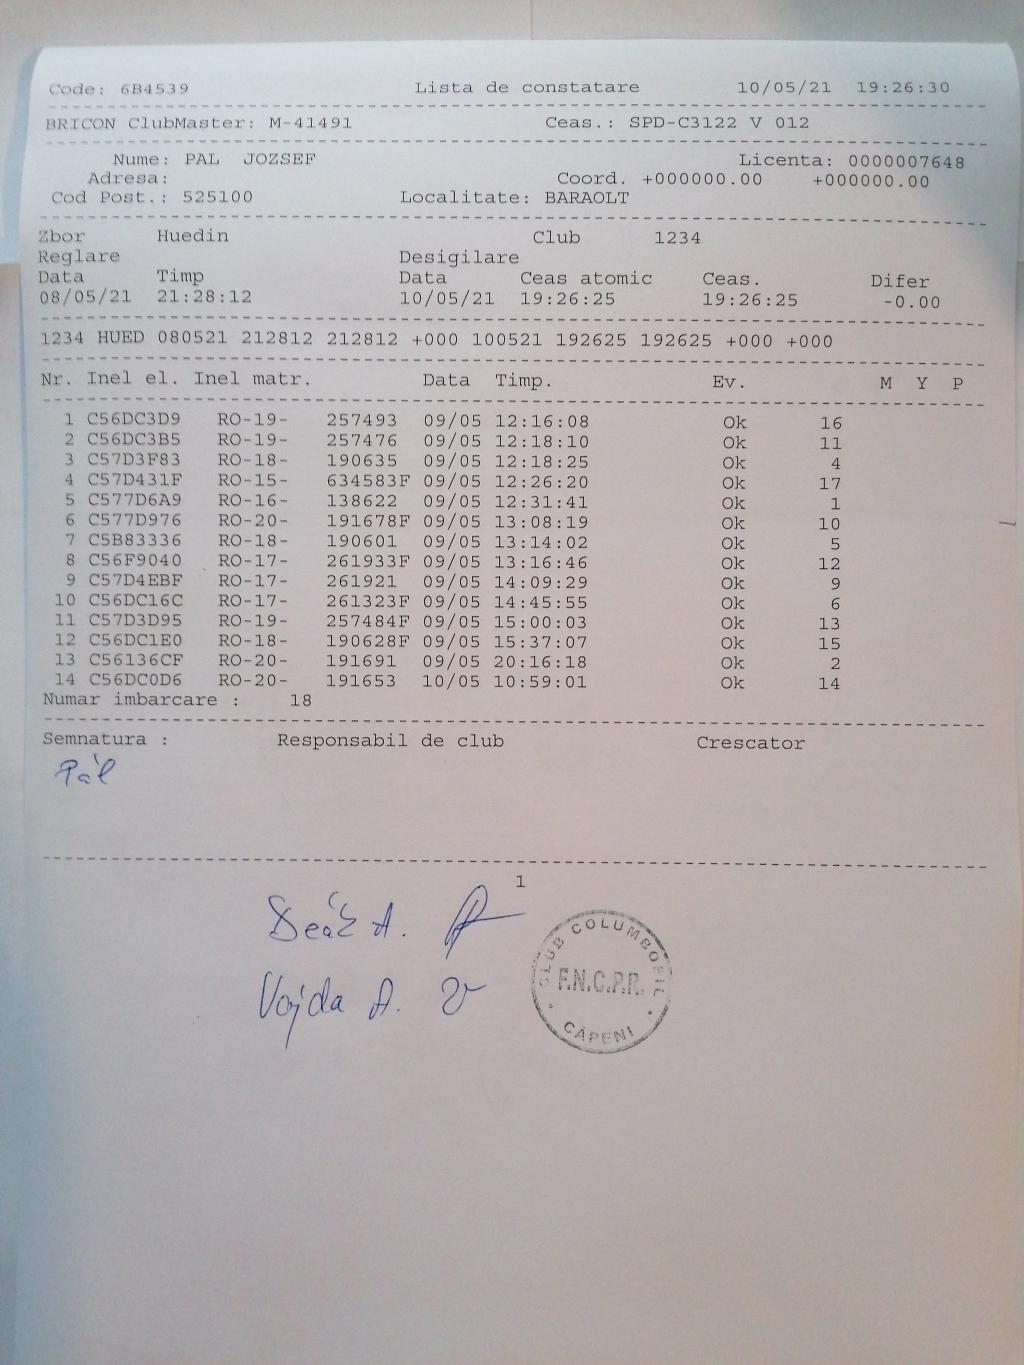 Code: 6B4539 Lista de constatare 10/05/21 19:26:30
BRICON ClubMaster: M-41491 Ceas.: SPD-C3122 V 012
Nume: PAL JOZSEF Licenta: 0000007648
Adresa: Coord. +000000.00 +000000.00
Cod Post.: 525100 Localitate: BARAOLT
Zbor Huedin Club 1234
Reglare Desigilare
Data Timp Data Ceas atomic Ceas. Difer
08/05/21 21:28:12 10/05/21 19:26:25 19:26:25 -0.00
1234 HUED 080521 212812 212812 +000 100521 192625 192625 +000 +000
Nr. Inel el. Inel matr. Data Timp. Ev. M Y P
1 C56DC3D9 RO-19- 257493 09/05 12:16:08 Ok 16
2 C56DC3B5 RO-19- 257476 09/05 12:18:10 Ok 11
3 C57D3F83 RO-18- 190635 09/05 12:18:25 Ok 4
4 C57D431F RO-15- 634583F 09/05 12:26:20 Ok 17
5 C577D6A9 RO-16- 138622 09/05 12:31:41 Ok 1
6 C577D976 RO-20- 191678F 09/05 13:08:19 Ok 10
7 C5B83336 RO-18- 190601 09/05 13:14:02 Ok 5
8 C56F9040 RO-17- 261933F 09/05 13:16:46 Ok 12
9 C57D4EBF RO-17- 261921 09/05 14:09:29 Ok 9
10 C56DC16C RO-17- 261323F 09/05 14:45:55 Ok 6
11 C57D3D95 RO-19- 257484F 09/05 15:00:03 Ok 13
12 C56DC1E0 RO-18- 190628F 09/05 15:37:07 Ok 15
13 C56136CF RO-20- 191691 09/05 20:16:18 Ok 2
14 C56DC0D6 RO-20- 191653 10/05 10:59:01 Ok 14
Numar imbarcare : 18
Semnatura : Responsabil de club Crescator
Pál
1
Deák A.
Vojda A.
CLUB COLUMBOFIL
F.N.C.P.R.
CĂPENI